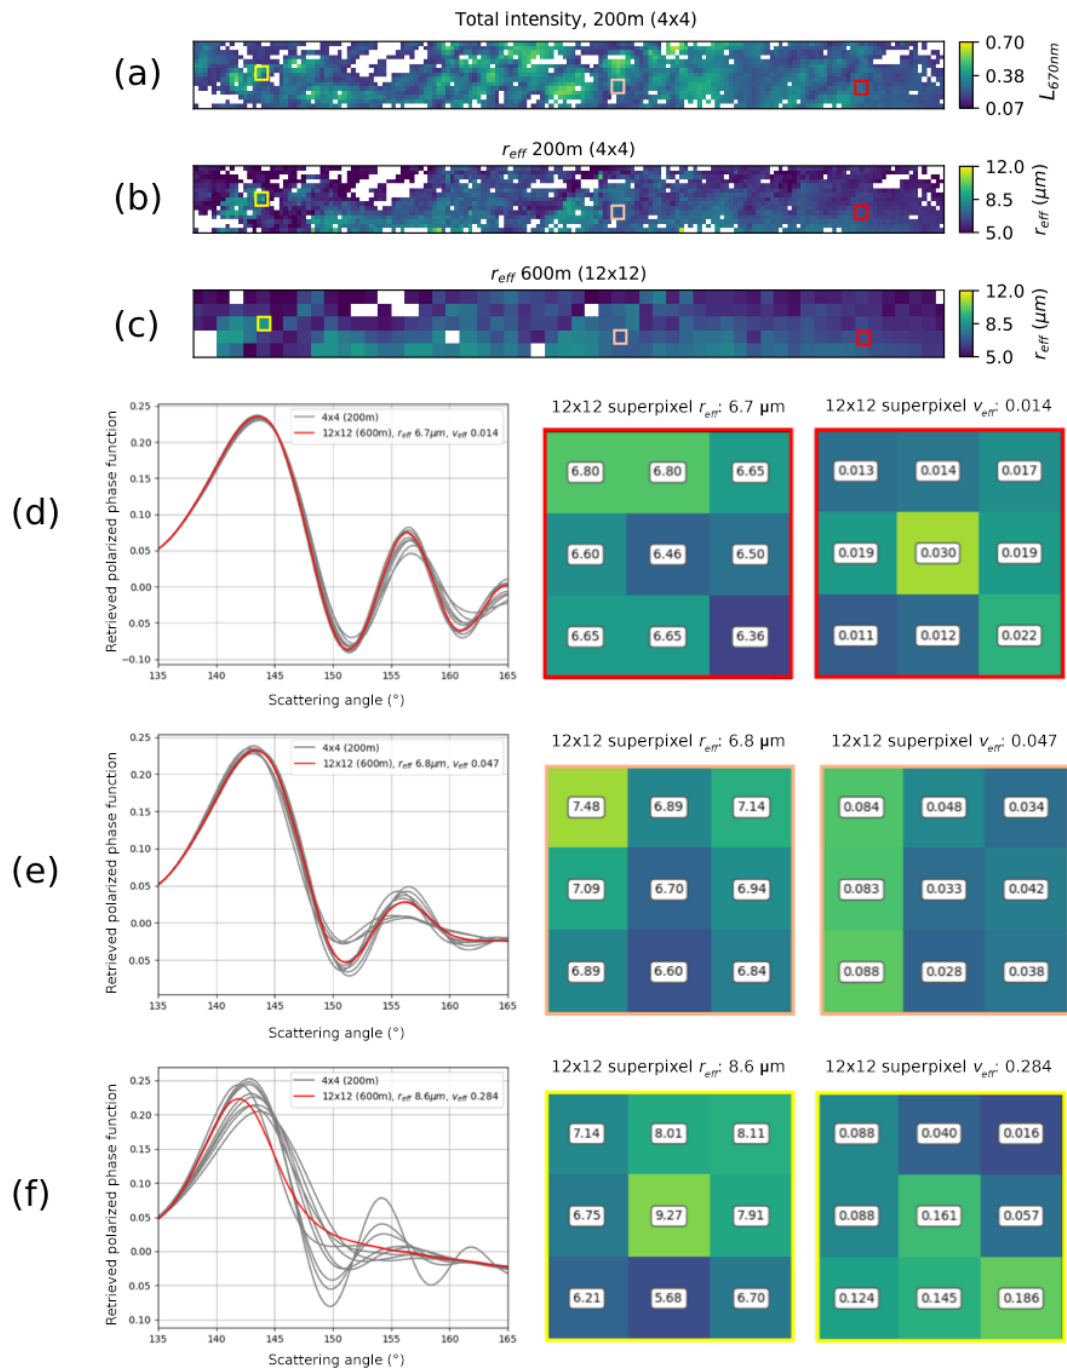 Total intensity, 200m (4x4)
(a)
0.70
0.38
0.07
L670nm
reff 200m (4x4)
(b)
12.0
8.5
5.0
reff (μm)
reff 600m (12x12)
(c)
12.0
8.5
5.0
reff (μm)
(d)
Retrieved polarized phase function
0.25
0.20
0.15
0.10
0.05
0.00
−0.05
−0.10
4x4 (200m)
12x12 (600m), reff 6.7μm, veff 0.014
135 140 145 150 155 160 165
Scattering angle (°)
12x12 superpixel reff: 6.7 μm
6.80 6.80 6.65
6.60 6.46 6.50
6.65 6.65 6.36
12x12 superpixel veff: 0.014
0.013 0.014 0.017
0.019 0.030 0.019
0.011 0.012 0.022
(e)
Retrieved polarized phase function
0.25
0.20
0.15
0.10
0.05
0.00
0.05
4x4 (200m)
12x12 (600m), reff 6.8μm, veff 0.047
135 140 145 150 155 160 165
Scattering angle (°)
12x12 superpixel reff: 6.8 μm
7.48 6.89 7.14
7.09 6.70 6.94
6.89 6.60 6.84
12x12 superpixel veff: 0.047
0.084 0.048 0.034
0.083 0.033 0.042
0.088 0.028 0.038
(f)
Retrieved polarized phase function
0.25
0.20
0.15
0.10
0.05
0.00
0.05
0.10
4x4 (200m)
12x12 (600m), reff 8.6μm, veff 0.284
135 140 145 150 155 160 165
Scattering angle (°)
12x12 superpixel reff: 8.6 μm
7.14 8.01 8.11
6.75 9.27 7.91
6.21 5.68 6.70
12x12 superpixel veff: 0.284
0.088 0.040 0.016
0.088 0.161 0.057
0.124 0.145 0.186